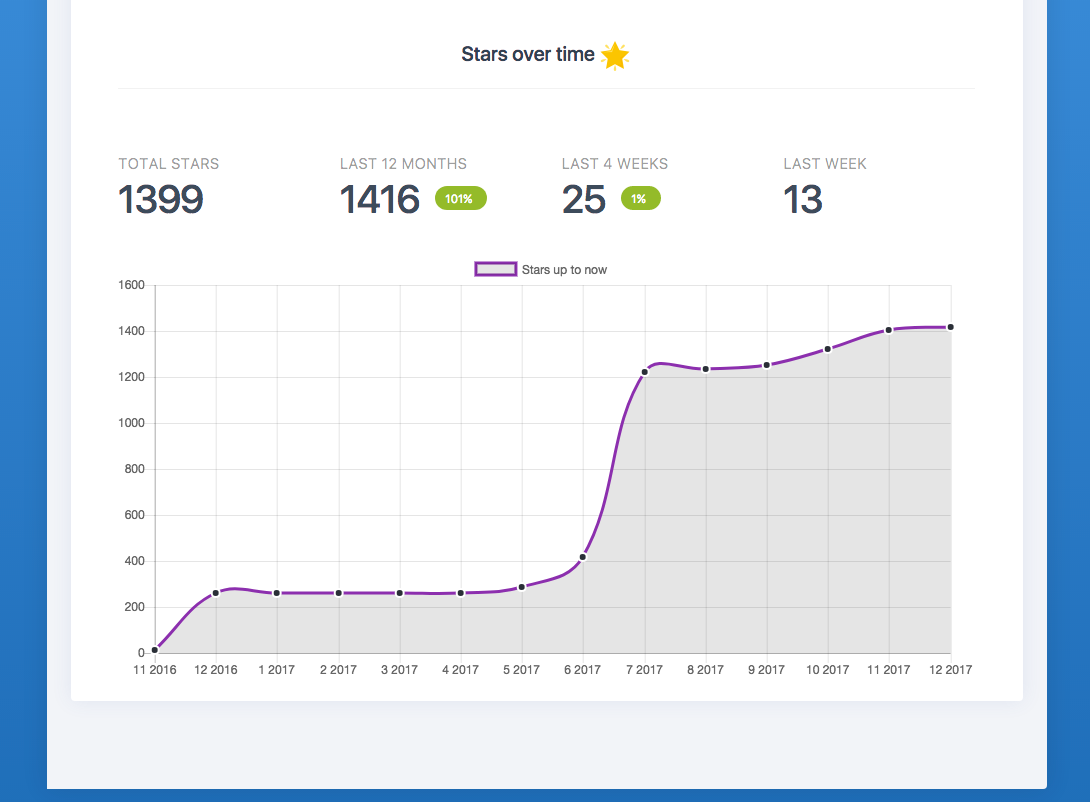 Stars over time
TOTAL STARS
1399
LAST 12 MONTHS
1416 101%
LAST 4 WEEKS
25 1%
LAST WEEK
13
Stars up to now
1600
1400
1200
1000
800
600
400
200
0
11 2016 12 2016 1 2017 2 2017 3 2017 4 2017 5 2017 6 2017 7 2017 8 2017 9 2017 10 2017 11 2017 12 2017